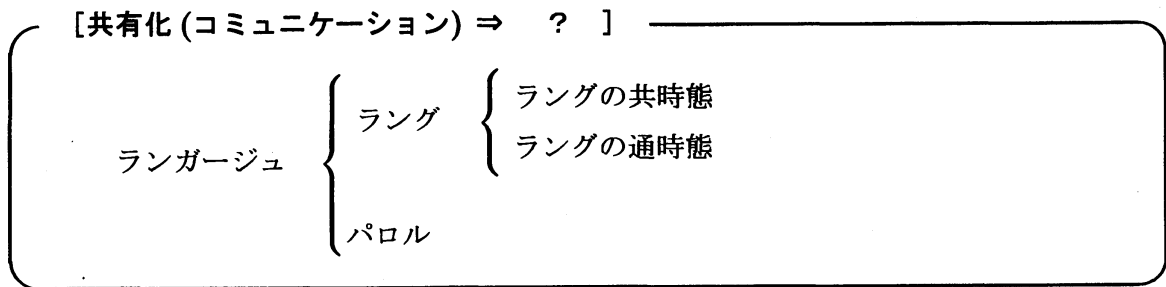 [共有化 (コミュニケーション) ⇒ ? ]
ランガージュ
ラング
ラングの共時態
ラングの通時態
パロル